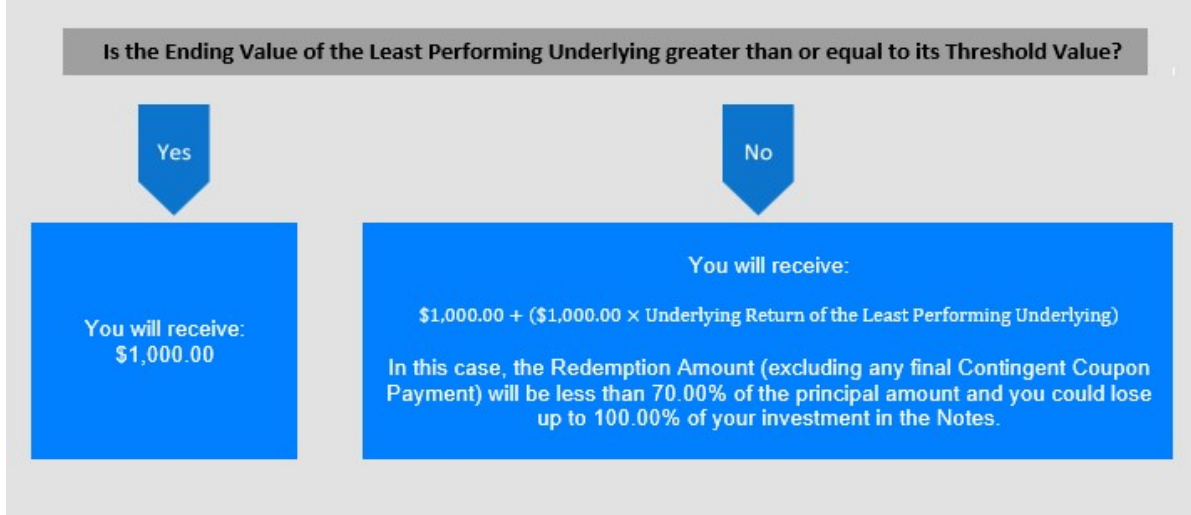 Is the Ending Value of the Least Performing Underlying greater than or equal to its Threshold Value?
Yes
No
You will receive:
$1,000.00
You will receive:
$1,000.00 + ($1,000.00 × Underlying Return of the Least Performing Underlying)
In this case, the Redemption Amount (excluding any final Contingent Coupon
Payment) will be less than 70.00% of the principal amount and you could lose
up to 100.00% of your investment in the Notes.